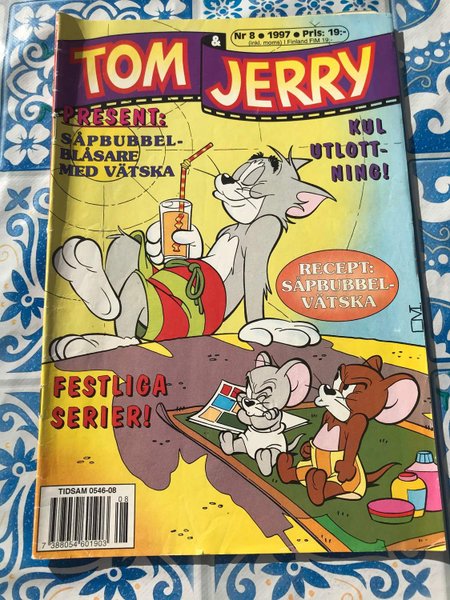 Nr 8 • 1997 • Pris: 19:-
(inkl. moms) I Finland FIM 19:-
TOM & JERRY
PRESENT:
SÅPBUBBEL-
BLÅSARE
MED VÄTSKA
KUL
UTLOTT-
NING!
RECEPT:
SÅPBUBBEL-
VÄTSKA
FESTLIGA
SERIER!
TIDSAM 0546-08
08
7 388054 601903